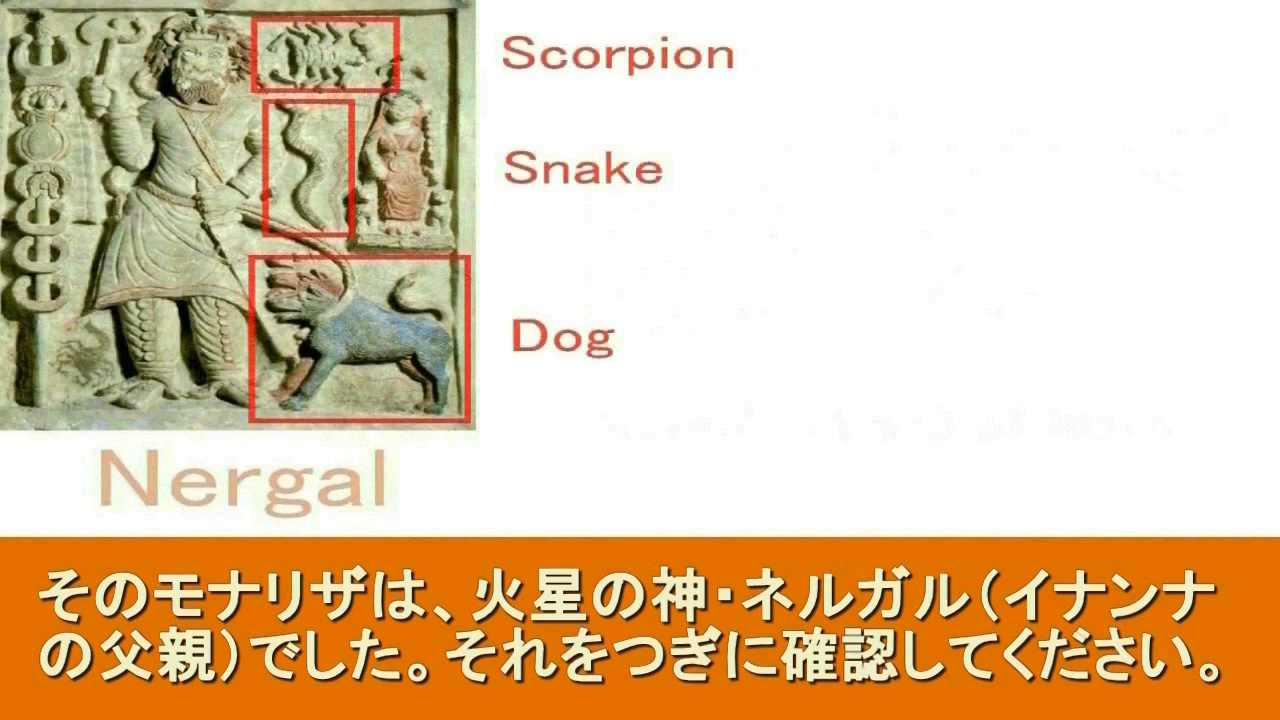 Scorpion
Snake
Dog
Nergal
そのモナリザは、火星の神・ネルガル（イナンナ
の父親）でした。それをつぎに確認してください。